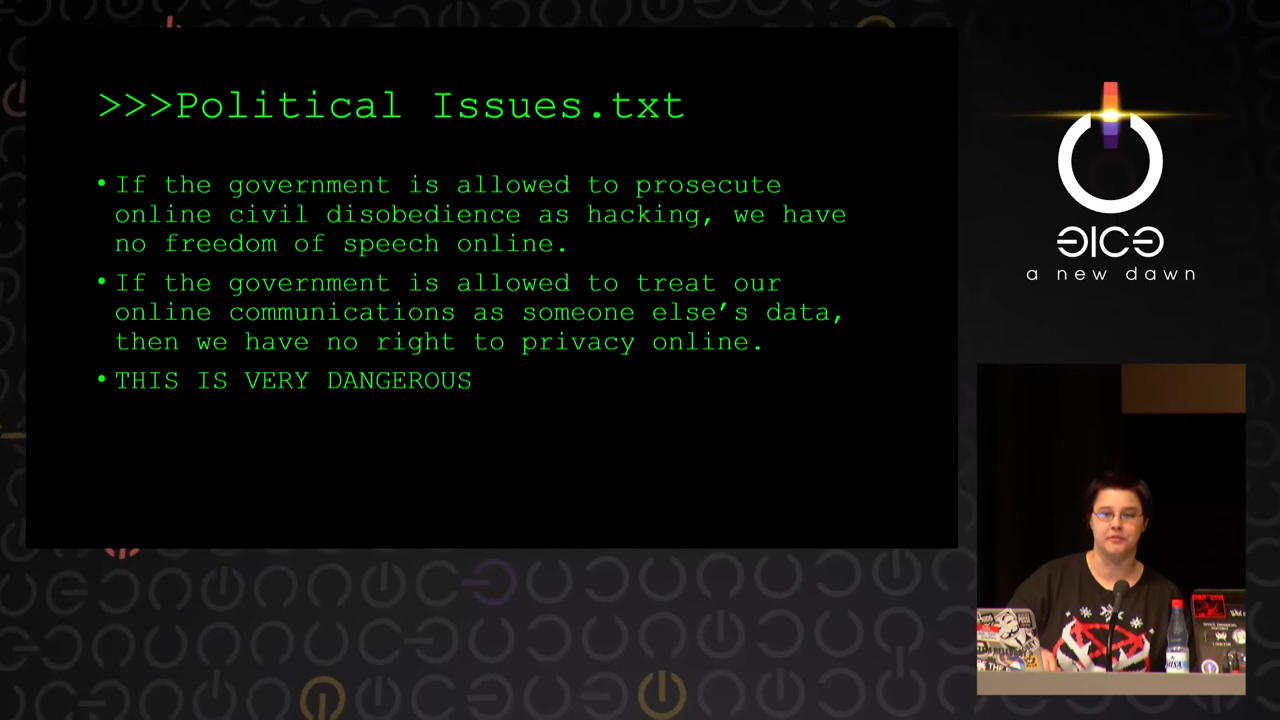 >>>Political Issues.txt
• If the government is allowed to prosecute
online civil disobedience as hacking, we have
no freedom of speech online.
• If the government is allowed to treat our
online communications as someone else’s data,
then we have no right to privacy online.
• THIS IS VERY DANGEROUS
a new dawn